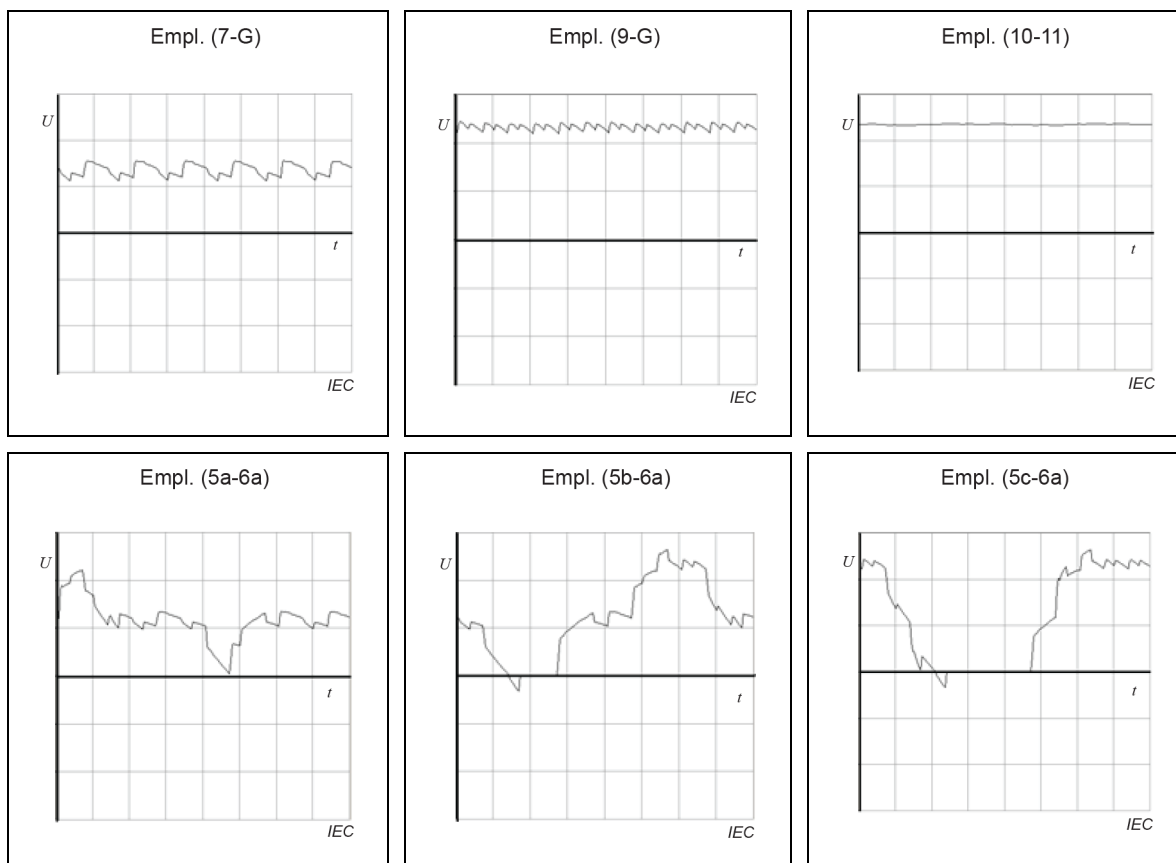 Empl. (7-G)
U
t
IEC
Empl. (9-G)
U
t
IEC
Empl. (10-11)
U
t
IEC
Empl. (5a-6a)
U
t
IEC
Empl. (5b-6a)
U
t
IEC
Empl. (5c-6a)
U
t
IEC